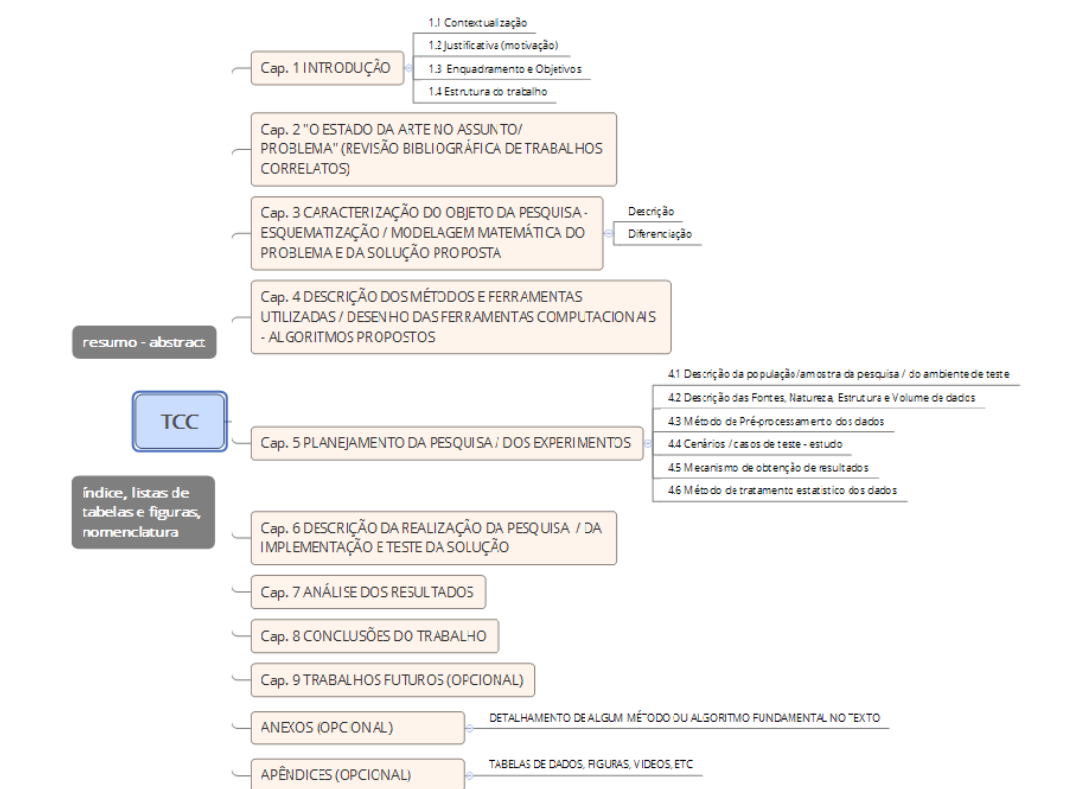 1.1 Contextualização
1.2 Justificativa (motivação)
Cap. 1 INTRODUÇÃO
1.3 Enquadramento e Objetivos
1.4 Estrutura do trabalho
Cap. 2 "O ESTADO DA ARTE NO ASSUNTO/
PROBLEMA" (REVISÃO BIBLIOGRÁFICA DE TRABALHOS
CORRELATOS)
Cap. 3 CARACTERIZAÇÃO DO OBJETO DA PESQUISA -
ESQUEMATIZAÇÃO / MODELAGEM MATEMÁTICA DO
PROBLEMA E DA SOLUÇÃO PROPOSTA
Descrição
Diferenciação
Cap. 4 DESCRIÇÃO DOS MÉTODOS E FERRAMENTAS
UTILIZADAS / DESENHO DAS FERRAMENTAS COMPUTACIONAIS
- ALGORITMOS PROPOSTOS
resumo - abstract
TCC
índice, listas de
tabelas e figuras,
nomenclatura
Cap. 5 PLANEJAMENTO DA PESQUISA / DOS EXPERIMENTOS
4.1 Descrição da população/amostra da pesquisa / do ambiente de teste
4.2 Descrição das Fontes, Natureza, Estrutura e Volume de dados
4.3 Método de Pré-processamento dos dados
4.4 Cenários / casos de teste - estudo
4.5 Mecanismo de obtenção de resultados
4.6 Método de tratamento estatístico dos dados
Cap. 6 DESCRIÇÃO DA REALIZAÇÃO DA PESQUISA / DA
IMPLEMENTAÇÃO E TESTE DA SOLUÇÃO
Cap. 7 ANÁLISE DOS RESULTADOS
Cap. 8 CONCLUSÕES DO TRABALHO
Cap. 9 TRABALHOS FUTUROS (OPCIONAL)
ANEXOS (OPCIONAL)
DETALHAMENTO DE ALGUM MÉTODO OU ALGORITMO FUNDAMENTAL NO TEXTO
APÊNDICES (OPCIONAL)
TABELAS DE DADOS, FIGURAS, VIDEOS, ETC